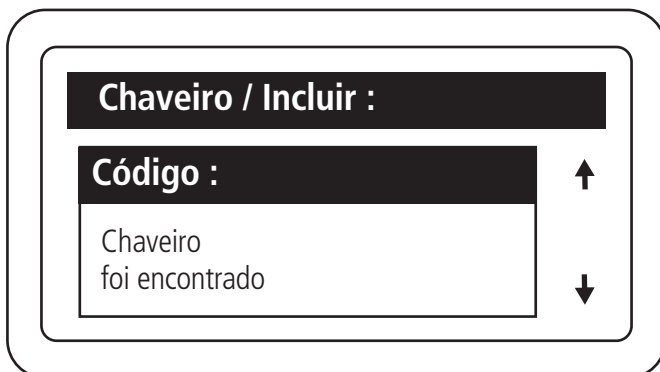 Chaveiro / Incluir :
Código :
Chaveiro
foi encontrado